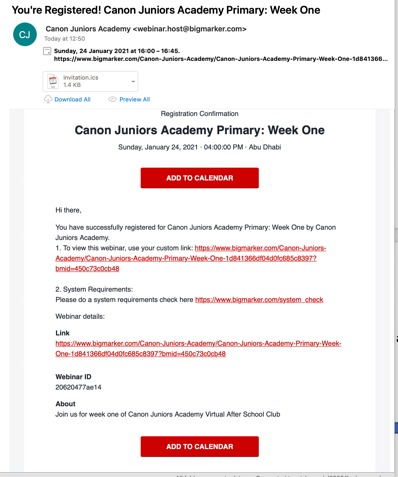 You're Registered! Canon Juniors Academy Primary: Week One
CJ
Canon Juniors Academy <webinar.host@bigmarker.com>
Today at 12:50
Sunday, 24 January 2021 at 16:00 – 16:45.
https://www.bigmarker.com/Canon-Juniors-Academy/Canon-Juniors-Academy-Primary-Week-One-1d841366...
invitation.ics
1.4 KB
Download All
Preview All
Registration Confirmation
Canon Juniors Academy Primary: Week One
Sunday, January 24, 2021 · 04:00:00 PM · Abu Dhabi
ADD TO CALENDAR
Hi there,
You have successfully registered for Canon Juniors Academy Primary: Week One by Canon
Juniors Academy.
1. To view this webinar, use your custom link: https://www.bigmarker.com/Canon-Juniors-
Academy/Canon-Juniors-Academy-Primary-Week-One-1d841366df04d0fc685c8397?
bmid=450c73c0cb48
2. System Requirements:
Please do a system requirements check here https://www.bigmarker.com/system_check
Webinar details:
Link
https://www.bigmarker.com/Canon-Juniors-Academy/Canon-Juniors-Academy-Primary-Week-
One-1d841366df04d0fc685c8397?bmid=450c73c0cb48
Webinar ID
20620477ae14
About
Join us for week one of Canon Juniors Academy Virtual After School Club
ADD TO CALENDAR